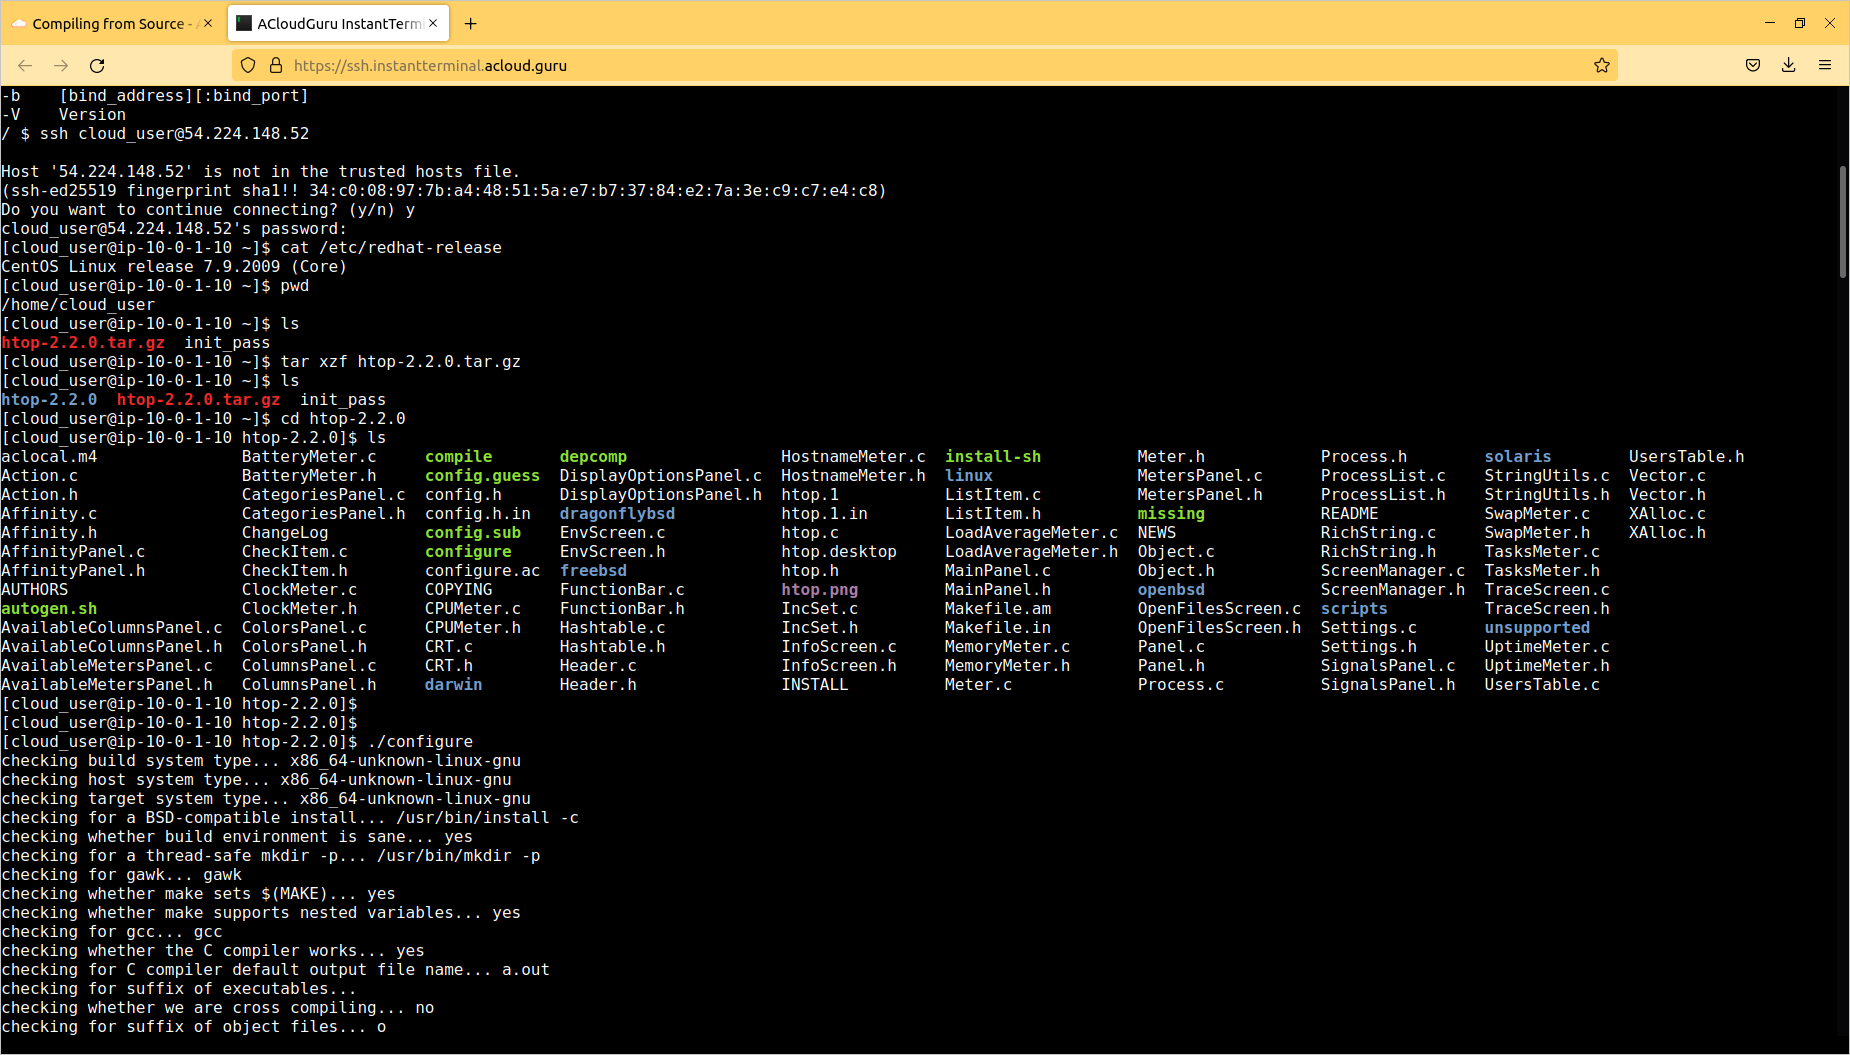 Compiling from Source -
ACloudGuru InstantTerm
https://ssh.instantterminal.acloud.guru
-b    [bind_address][:bind_port]
-V    Version
/ $ ssh cloud_user@54.224.148.52
Host '54.224.148.52' is not in the trusted hosts file.
(ssh-ed25519 fingerprint sha1!! 34:c0:08:97:7b:a4:48:51:5a:e7:b7:37:84:e2:7a:3e:c9:c7:e4:c8)
Do you want to continue connecting? (y/n) y
cloud_user@54.224.148.52's password:
[cloud_user@ip-10-0-1-10 ~]$ cat /etc/redhat-release
CentOS Linux release 7.9.2009 (Core)
[cloud_user@ip-10-0-1-10 ~]$ pwd
/home/cloud_user
[cloud_user@ip-10-0-1-10 ~]$ ls
htop-2.2.0.tar.gz  init_pass
[cloud_user@ip-10-0-1-10 ~]$ tar xzf htop-2.2.0.tar.gz
[cloud_user@ip-10-0-1-10 ~]$ ls
htop-2.2.0  htop-2.2.0.tar.gz  init_pass
[cloud_user@ip-10-0-1-10 ~]$ cd htop-2.2.0
[cloud_user@ip-10-0-1-10 htop-2.2.0]$ ls
aclocal.m4  BatteryMeter.c  compile  depcomp  HostnameMeter.c  install-sh  Meter.h  Process.h  solaris  UsersTable.h
Action.c  BatteryMeter.h  config.guess  DisplayOptionsPanel.c  HostnameMeter.h  linux  MetersPanel.c  ProcessList.c  StringUtils.c  Vector.c
Action.h  CategoriesPanel.c  config.h  DisplayOptionsPanel.h  htop.1  ListItem.c  MetersPanel.h  ProcessList.h  StringUtils.h  Vector.h
Affinity.c  CategoriesPanel.h  config.h.in  dragonflybsd  htop.1.in  ListItem.h  missing  README  SwapMeter.c  XAlloc.c
Affinity.h  ChangeLog  config.sub  EnvScreen.c  htop.c  LoadAverageMeter.c  NEWS  RichString.c  SwapMeter.h  XAlloc.h
AffinityPanel.c  CheckItem.c  configure  EnvScreen.h  htop.desktop  LoadAverageMeter.h  Object.c  RichString.h  TasksMeter.c
AffinityPanel.h  CheckItem.h  configure.ac  freebsd  htop.h  MainPanel.c  Object.h  ScreenManager.c  TasksMeter.h
AUTHORS  ClockMeter.c  COPYING  FunctionBar.c  htop.png  MainPanel.h  openbsd  ScreenManager.h  TraceScreen.c
autogen.sh  ClockMeter.h  CPUMeter.c  FunctionBar.h  IncSet.c  Makefile.am  OpenFilesScreen.c  scripts  TraceScreen.h
AvailableColumnsPanel.c  ColorsPanel.c  CPUMeter.h  Hashtable.c  IncSet.h  Makefile.in  OpenFilesScreen.h  Settings.c  unsupported
AvailableColumnsPanel.h  ColorsPanel.h  CRT.c  Hashtable.h  InfoScreen.c  MemoryMeter.c  Panel.c  Settings.h  UptimeMeter.c
AvailableMetersPanel.c  ColumnsPanel.c  CRT.h  Header.c  InfoScreen.h  MemoryMeter.h  Panel.h  SignalsPanel.c  UptimeMeter.h
AvailableMetersPanel.h  ColumnsPanel.h  darwin  Header.h  INSTALL  Meter.c  Process.c  SignalsPanel.h  UsersTable.c
[cloud_user@ip-10-0-1-10 htop-2.2.0]$
[cloud_user@ip-10-0-1-10 htop-2.2.0]$
[cloud_user@ip-10-0-1-10 htop-2.2.0]$ ./configure
checking build system type... x86_64-unknown-linux-gnu
checking host system type... x86_64-unknown-linux-gnu
checking target system type... x86_64-unknown-linux-gnu
checking for a BSD-compatible install... /usr/bin/install -c
checking whether build environment is sane... yes
checking for a thread-safe mkdir -p... /usr/bin/mkdir -p
checking for gawk... gawk
checking whether make sets $(MAKE)... yes
checking whether make supports nested variables... yes
checking for gcc... gcc
checking whether the C compiler works... yes
checking for C compiler default output file name... a.out
checking for suffix of executables...
checking whether we are cross compiling... no
checking for suffix of object files... o